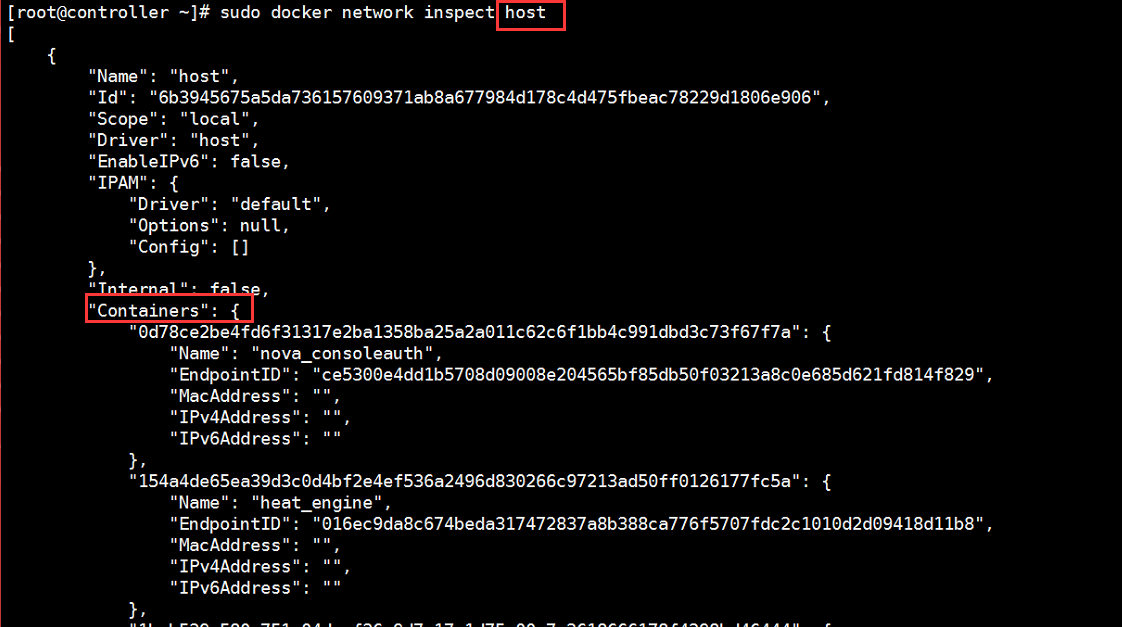 [root@controller ~]# sudo docker network inspect host
[
    {
        "Name": "host",
        "Id": "6b3945675a5da736157609371ab8a677984d178c4d475fbeac78229d1806e906",
        "Scope": "local",
        "Driver": "host",
        "EnableIPv6": false,
        "IPAM": {
            "Driver": "default",
            "Options": null,
            "Config": []
        },
        "Internal": false,
        "Containers": {
            "0d78ce2be4fd6f31317e2ba1358ba25a2a011c62c6f1bb4c991dbd3c73f67f7a": {
                "Name": "nova_consoleauth",
                "EndpointID": "ce5300e4dd1b5708d09008e204565bf85db50f03213a8c0e685d621fd814f829",
                "MacAddress": "",
                "IPv4Address": "",
                "IPv6Address": ""
            },
            "154a4de65ea39d3c0d4bf2e4ef536a2496d830266c97213ad50ff0126177fc5a": {
                "Name": "heat_engine",
                "EndpointID": "016ec9da8c674beda317472837a8b388ca776f5707fdc2c1010d2d09418d11b8",
                "MacAddress": "",
                "IPv4Address": "",
                "IPv6Address": ""
            },